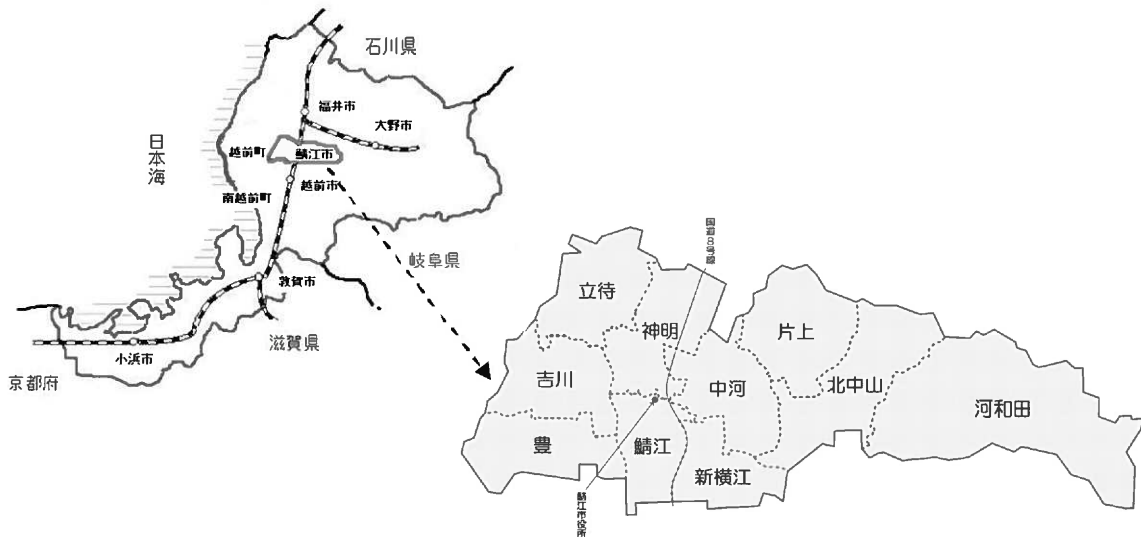 石川県
福井市
大野市
日本海
越前町
鯖江市
越前市
南越前町
岐阜県
敦賀市
滋賀県
小浜市
京都府
国道8号線
立待
神明
片上
吉川
中河
北中山
河和田
豊
鯖江
新横江
鯖江市役所